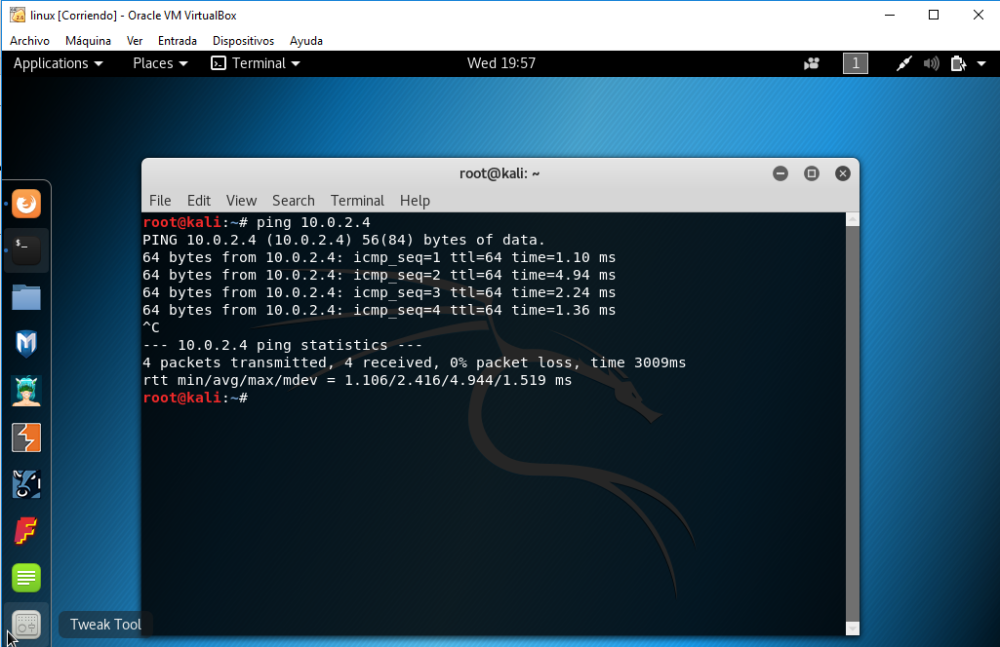 linux [Corriendo] - Oracle VM VirtualBox
Archivo Máquina Ver Entrada Dispositivos Ayuda
Applications Places Terminal Wed 19:57 1
root@kali: ~
File Edit View Search Terminal Help
root@kali:~# ping 10.0.2.4
PING 10.0.2.4 (10.0.2.4) 56(84) bytes of data.
64 bytes from 10.0.2.4: icmp_seq=1 ttl=64 time=1.10 ms
64 bytes from 10.0.2.4: icmp_seq=2 ttl=64 time=4.94 ms
64 bytes from 10.0.2.4: icmp_seq=3 ttl=64 time=2.24 ms
64 bytes from 10.0.2.4: icmp_seq=4 ttl=64 time=1.36 ms
^C
--- 10.0.2.4 ping statistics ---
4 packets transmitted, 4 received, 0% packet loss, time 3009ms
rtt min/avg/max/mdev = 1.106/2.416/4.944/1.519 ms
root@kali:~#
Tweak Tool